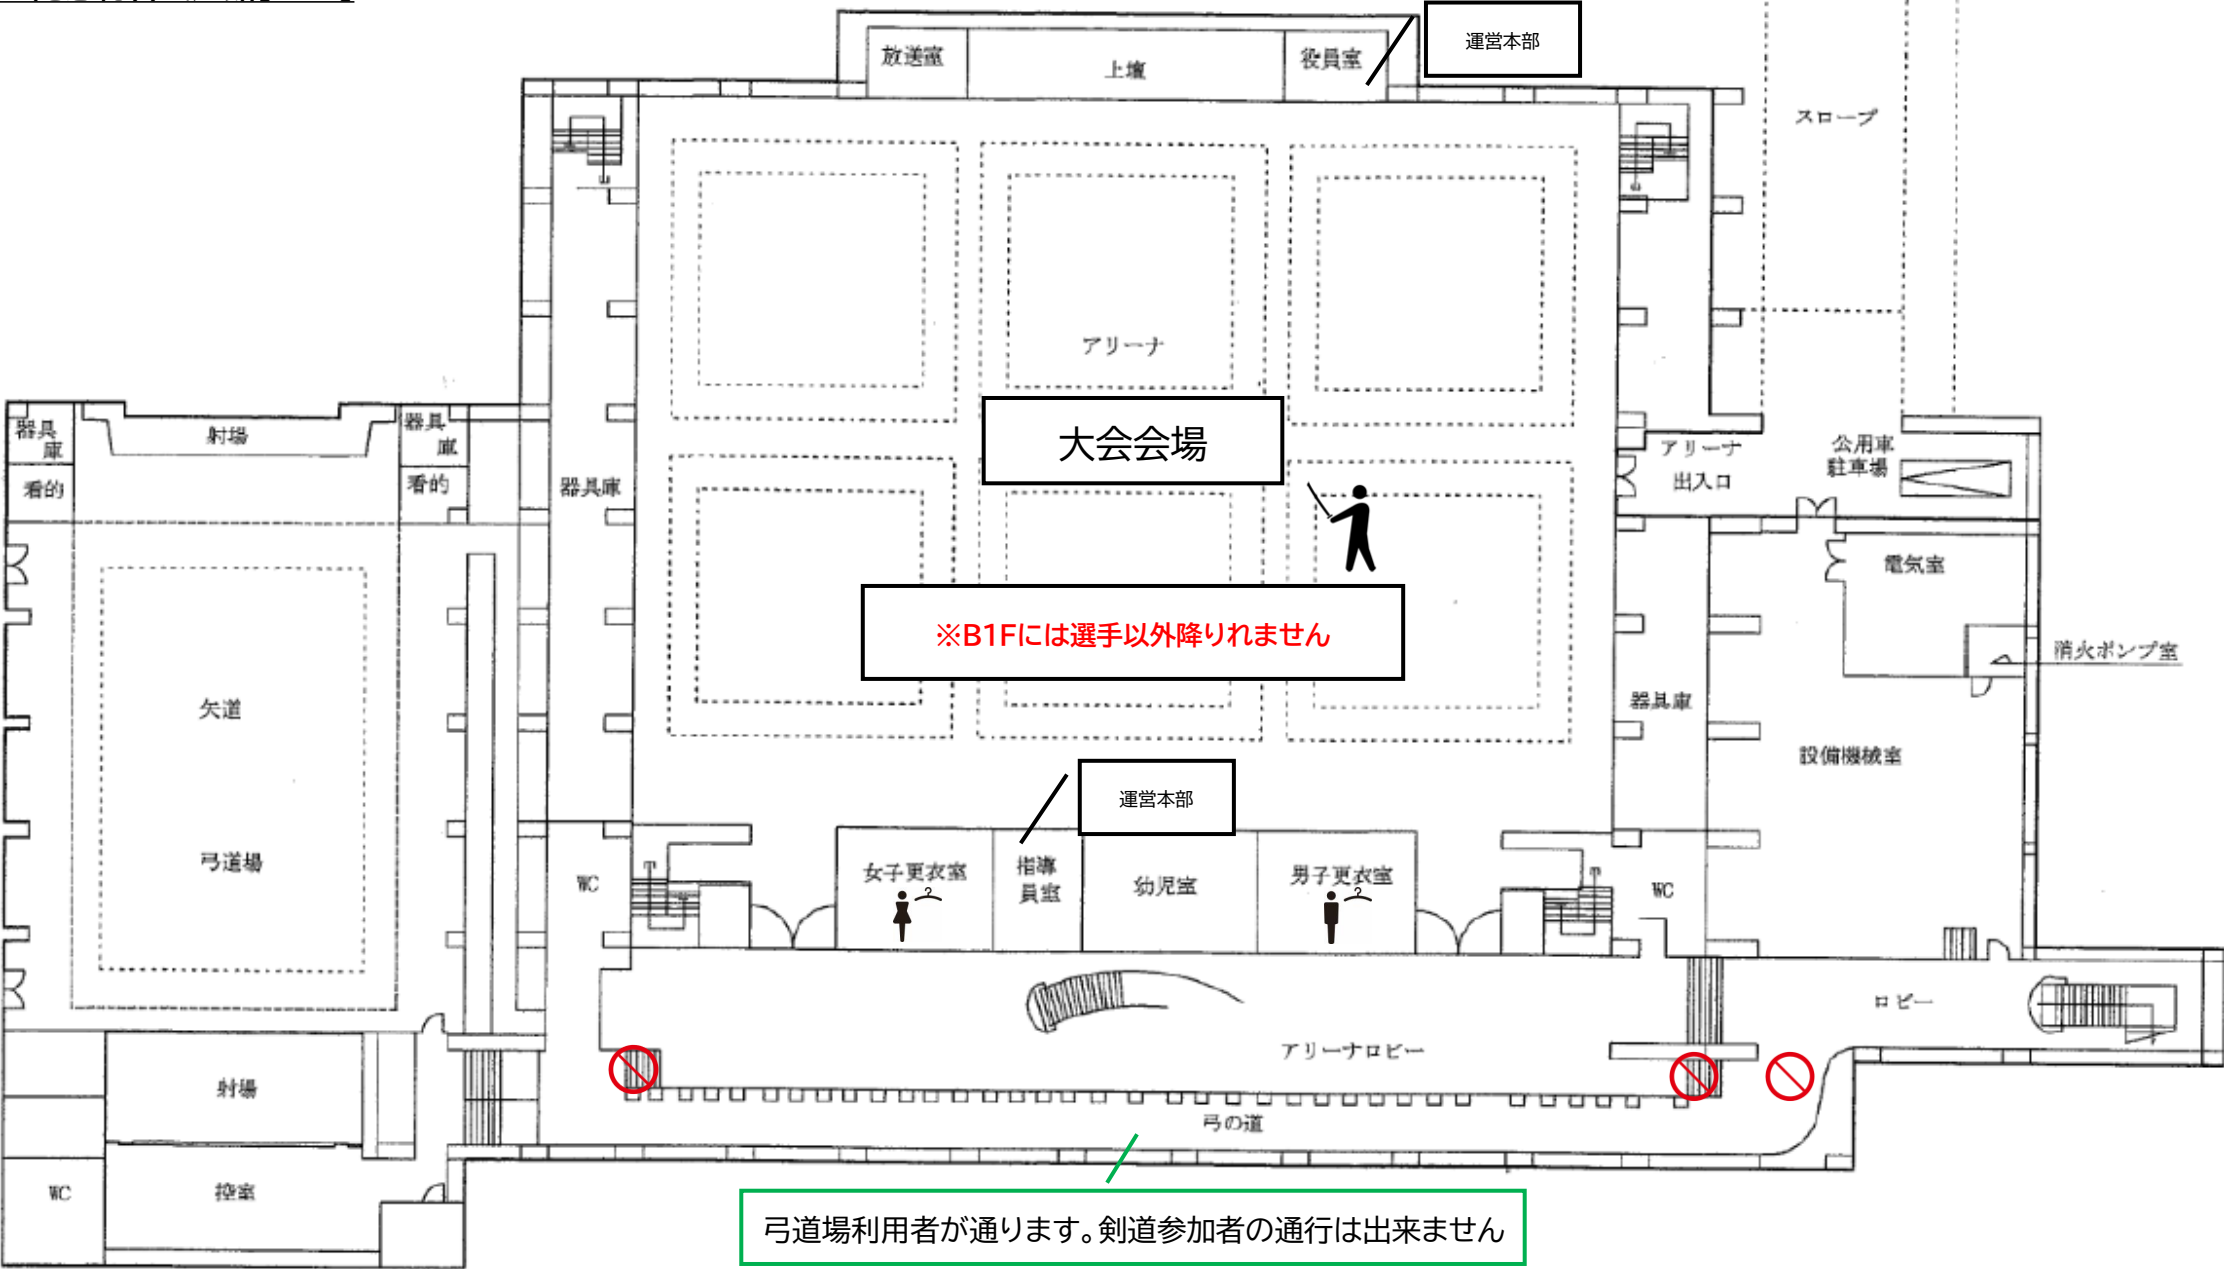 運営本部
放送室
上壇
役員室
スロープ
アリーナ
大会会場
器具
庫
射場
器具
庫
看的
看的
器具庫
アリーナ
出入口
公用車
駐車場
電気室
※B1Fには選手以外降りれません
消火ポンプ室
矢道
器具庫
設備機械室
運営本部
弓道場
WC
女子更衣室
指導
員室
幼児室
男子更衣室
WC
ロビー
アリーナロビー
射場
弓の道
WC
控室
弓道場利用者が通ります。剣道参加者の通行は出来ません